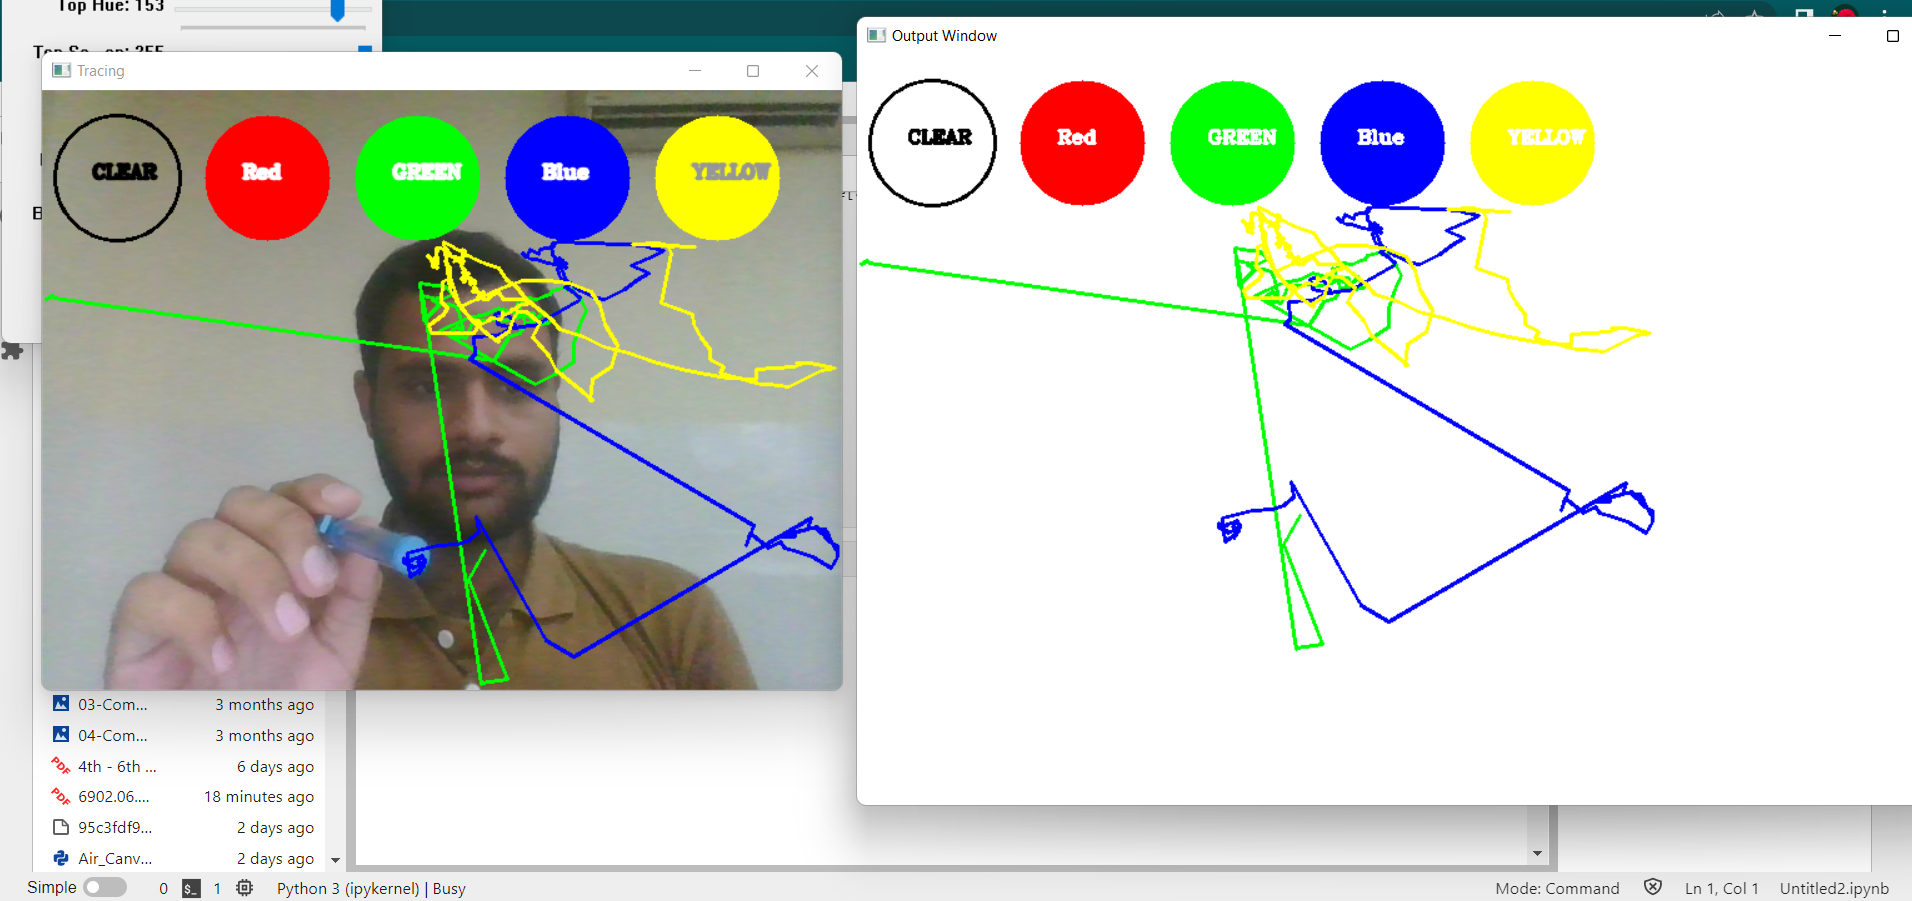 Top Hue: 153
Tracing
CLEAR
Red
GREEN
Blue
YELLOW
Output Window
CLEAR
Red
GREEN
Blue
YELLOW
B
03-Com... 3 months ago
04-Com... 3 months ago
4th - 6th ... 6 days ago
6902.06.... 18 minutes ago
95c3fdf9... 2 days ago
Air_Canv... 2 days ago
Simple 0 1 Python 3 (ipykernel) | Busy Mode: Command Ln 1, Col 1 Untitled2.ipynb